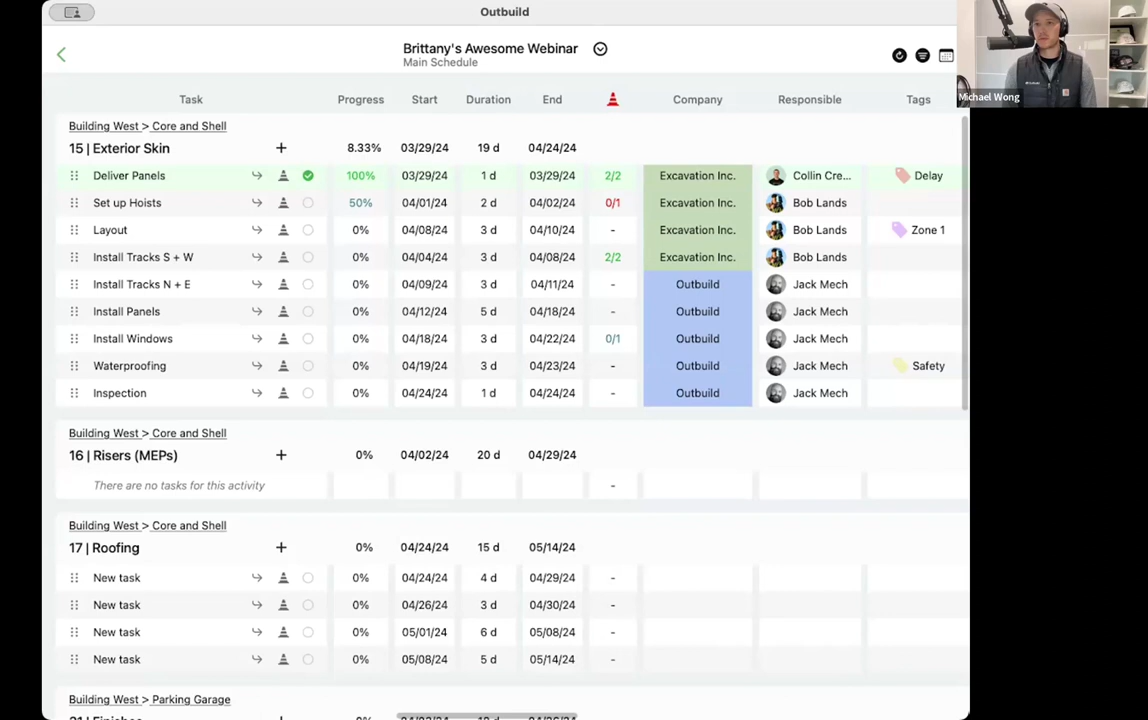 Outbuild
Brittany's Awesome Webinar
Main Schedule
Michael Wong
Task Progress Start Duration End Company Responsible Tags
Building West > Core and Shell
15 | Exterior Skin + 8.33% 03/29/24 19 d 04/24/24
Deliver Panels 100% 03/29/24 1 d 03/29/24 2/2 Excavation Inc. Collin Cre... Delay
Set up Hoists 50% 04/01/24 2 d 04/02/24 0/1 Excavation Inc. Bob Lands
Layout 0% 04/08/24 3 d 04/10/24 - Excavation Inc. Bob Lands Zone 1
Install Tracks S + W 0% 04/04/24 3 d 04/08/24 2/2 Excavation Inc. Bob Lands
Install Tracks N + E 0% 04/09/24 3 d 04/11/24 - Outbuild Jack Mech
Install Panels 0% 04/12/24 5 d 04/18/24 - Outbuild Jack Mech
Install Windows 0% 04/18/24 3 d 04/22/24 0/1 Outbuild Jack Mech
Waterproofing 0% 04/19/24 3 d 04/23/24 - Outbuild Jack Mech Safety
Inspection 0% 04/24/24 1 d 04/24/24 - Outbuild Jack Mech
Building West > Core and Shell
16 | Risers (MEPs) + 0% 04/02/24 20 d 04/29/24
There are no tasks for this activity -
Building West > Core and Shell
17 | Roofing + 0% 04/24/24 15 d 05/14/24
New task 0% 04/24/24 4 d 04/29/24 -
New task 0% 04/26/24 3 d 04/30/24 -
New task 0% 05/01/24 6 d 05/08/24 -
New task 0% 05/08/24 5 d 05/14/24 -
Building West > Parking Garage